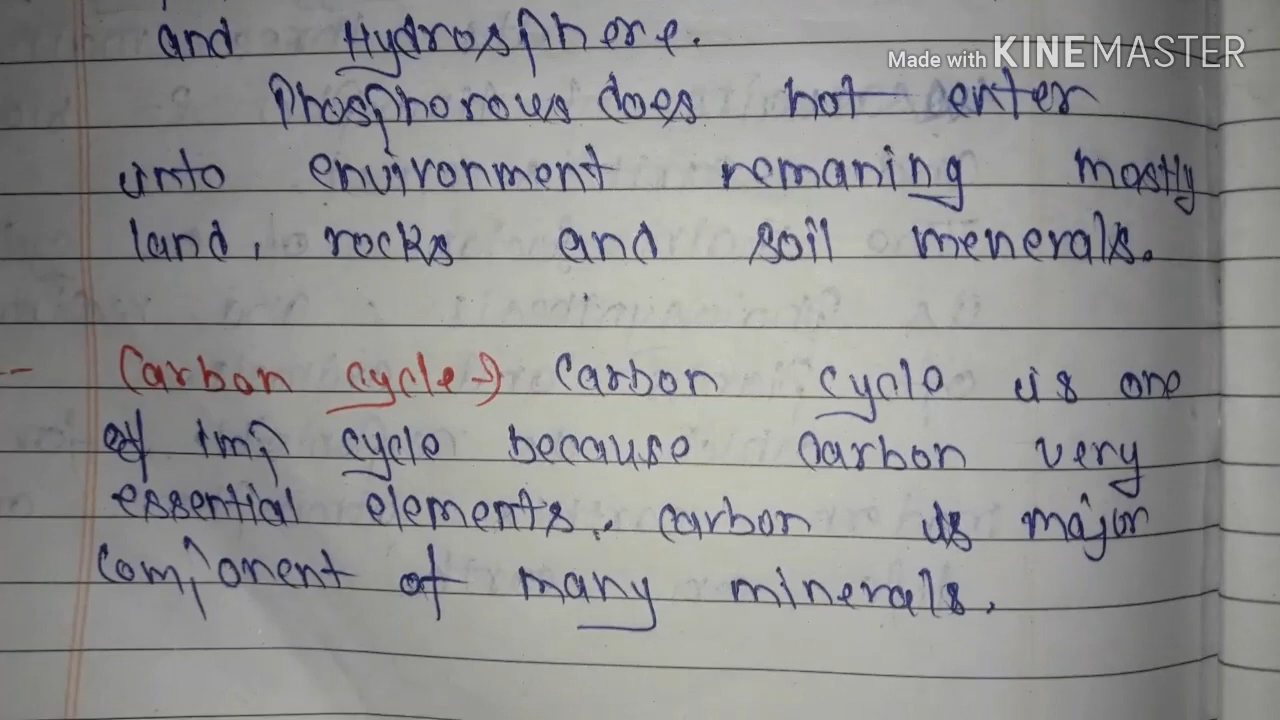 and Hydrosphere.
Made with KINEMASTER
Phosphorous does not enter
into environment remaning mostly
land, rocks and soil menerals.
- Carbon cycle → Carbon cycle is one
of imp cycle because carbon very
essential elements. carbon is major
component of many minerals.